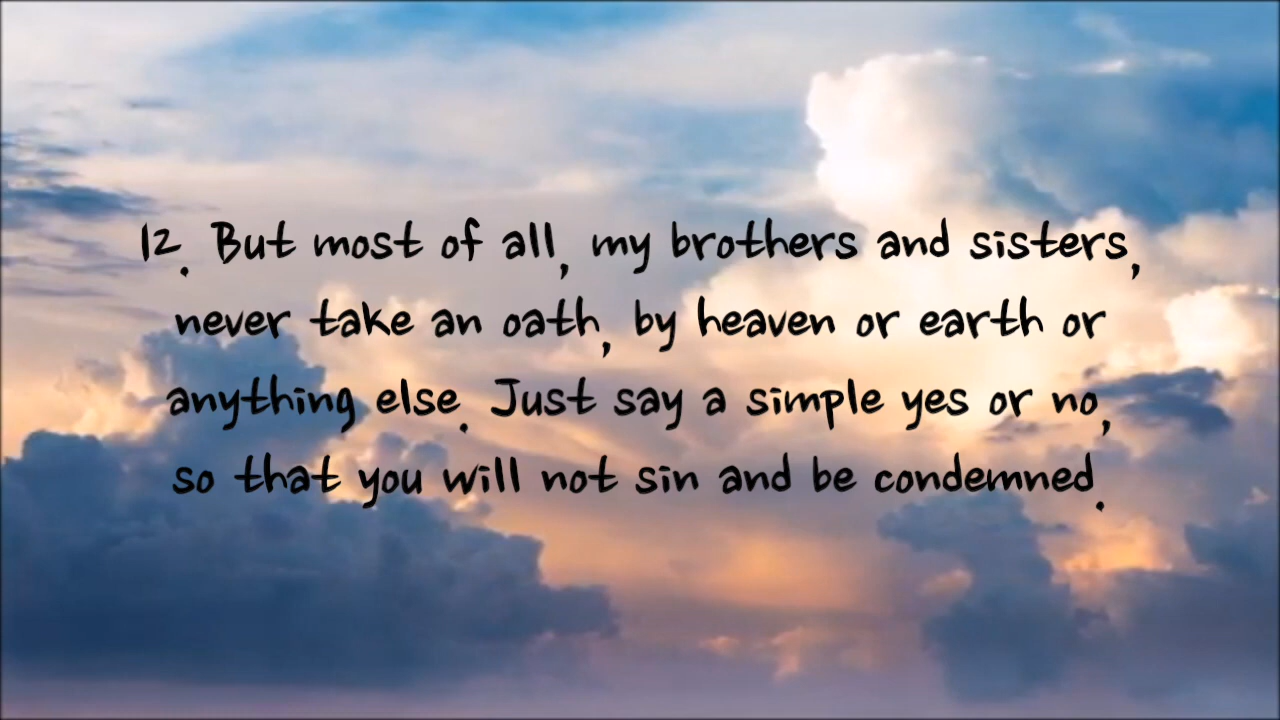 12. But most of all, my brothers and sisters,
never take an oath, by heaven or earth or
anything else. Just say a simple yes or no,
so that you will not sin and be condemned.